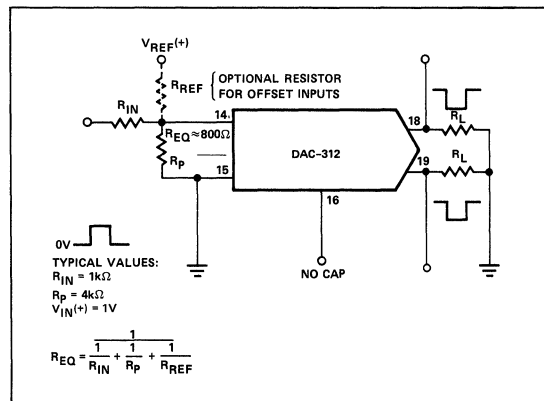 VREF(+)
RREF { OPTIONAL RESISTOR
FOR OFFSET INPUTS
RIN
14
REQ≈800Ω
RP
15
DAC-312
16
18
RL
19
RL
NO CAP
0V
TYPICAL VALUES:
RIN = 1kΩ
RP = 4kΩ
VIN(+) = 1V
REQ = 1 / (1/RIN + 1/RP + 1/RREF)